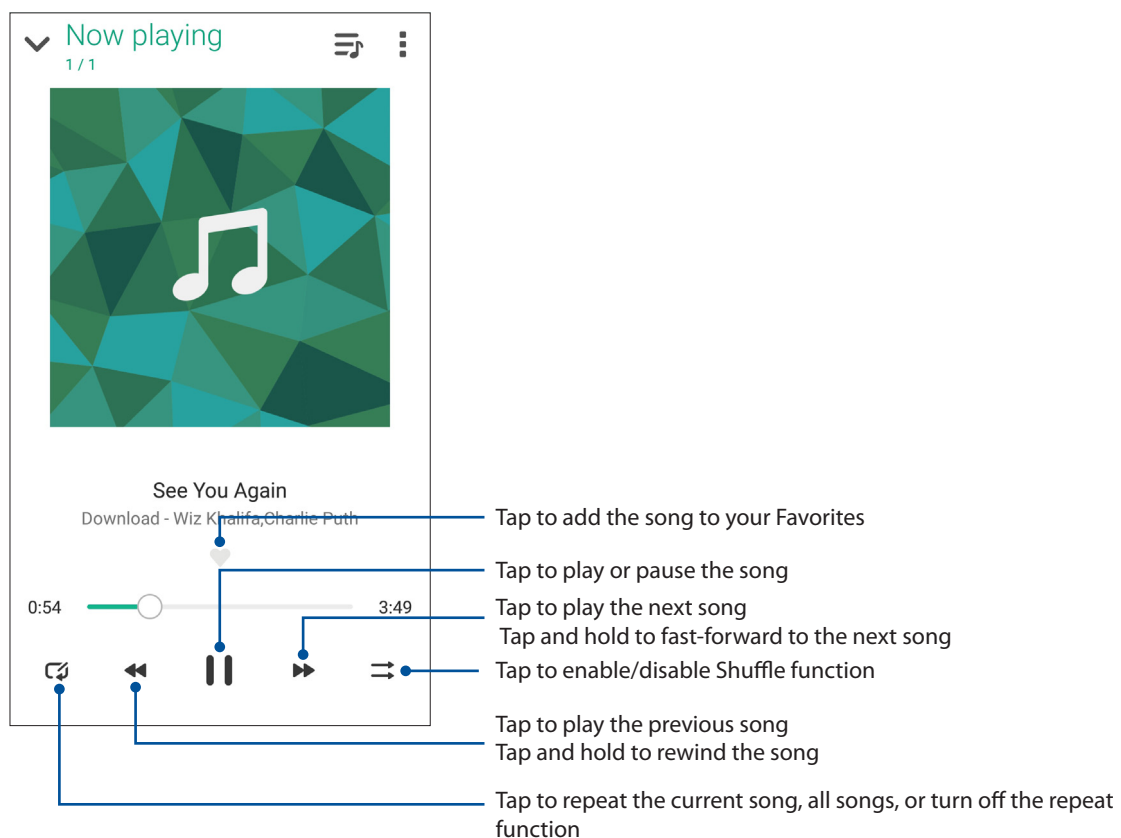 Now playing
1 / 1
See You Again
Download - Wiz Khalifa,Charlie Puth
Tap to add the song to your Favorites
Tap to play or pause the song
0:54
3:49
Tap to play the next song
Tap and hold to fast-forward to the next song
Tap to enable/disable Shuffle function
Tap to play the previous song
Tap and hold to rewind the song
Tap to repeat the current song, all songs, or turn off the repeat
function